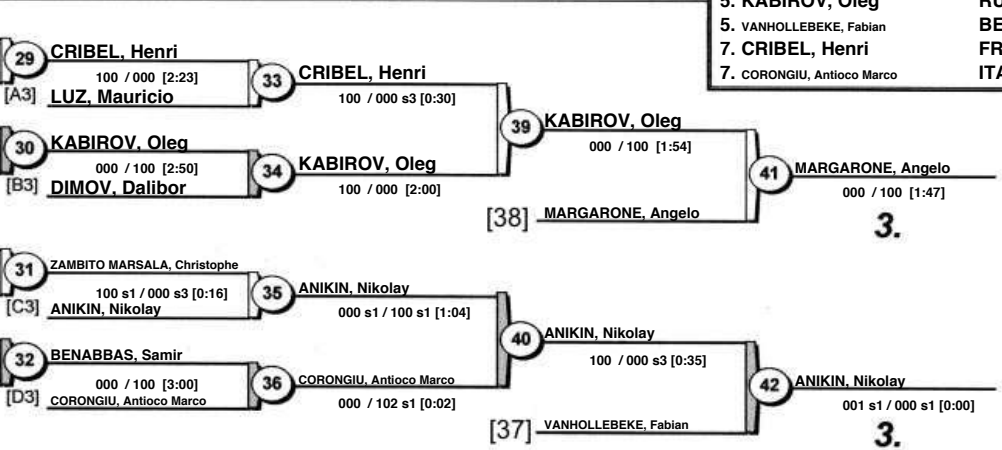 5. KABIROV, Oleg RU
5. VANHOLLEBEKE, Fabian BE
7. CRIBEL, Henri FR
7. CORONGIU, Antioco Marco ITA
29 CRIBEL, Henri
100 / 000 [2:23]
[A3] LUZ, Mauricio
33 CRIBEL, Henri
100 / 000 s3 [0:30]
30 KABIROV, Oleg
000 / 100 [2:50]
[B3] DIMOV, Dalibor
34 KABIROV, Oleg
100 / 000 [2:00]
39 KABIROV, Oleg
000 / 100 [1:54]
[38] MARGARONE, Angelo
41 MARGARONE, Angelo
000 / 100 [1:47]
3.
31 ZAMBITO MARSALA, Christophe
100 s1 / 000 s3 [0:16]
[C3] ANIKIN, Nikolay
35 ANIKIN, Nikolay
000 s1 / 100 s1 [1:04]
32 BENABBAS, Samir
000 / 100 [3:00]
[D3] CORONGIU, Antioco Marco
36 CORONGIU, Antioco Marco
000 / 102 s1 [0:02]
40 ANIKIN, Nikolay
100 / 000 s3 [0:35]
[37] VANHOLLEBEKE, Fabian
42 ANIKIN, Nikolay
001 s1 / 000 s1 [0:00]
3.